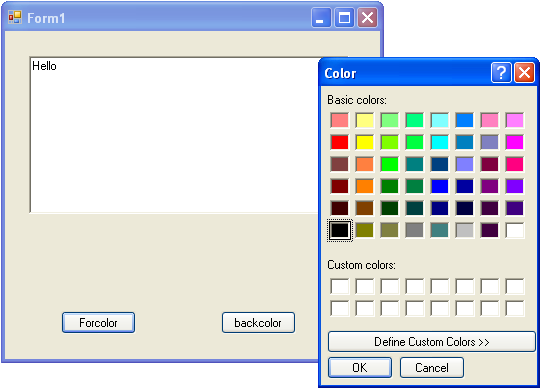 Form1
Hello
Forcolor
backcolor
Color
Basic colors:
Custom colors:
Define Custom Colors >>
OK
Cancel